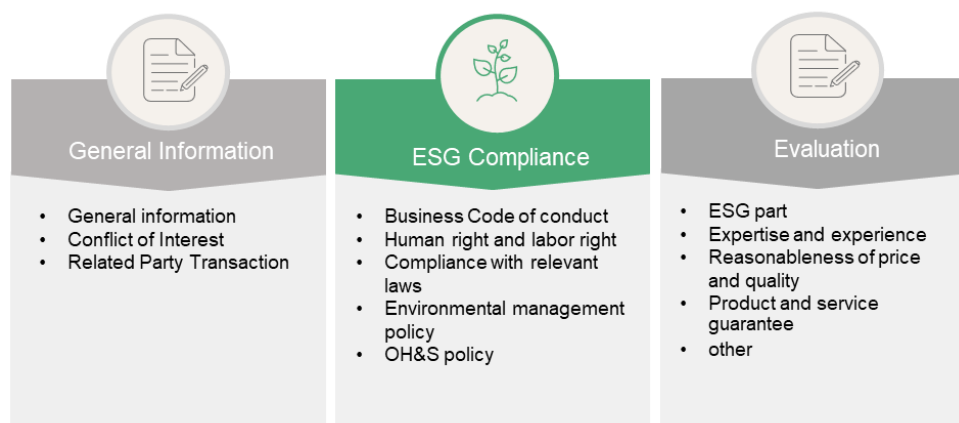 General Information
• General information
• Conflict of Interest
• Related Party Transaction
ESG Compliance
• Business Code of conduct
• Human right and labor right
• Compliance with relevant
laws
• Environmental management
policy
• OH&S policy
Evaluation
• ESG part
• Expertise and experience
• Reasonableness of price
and quality
• Product and service
guarantee
• other